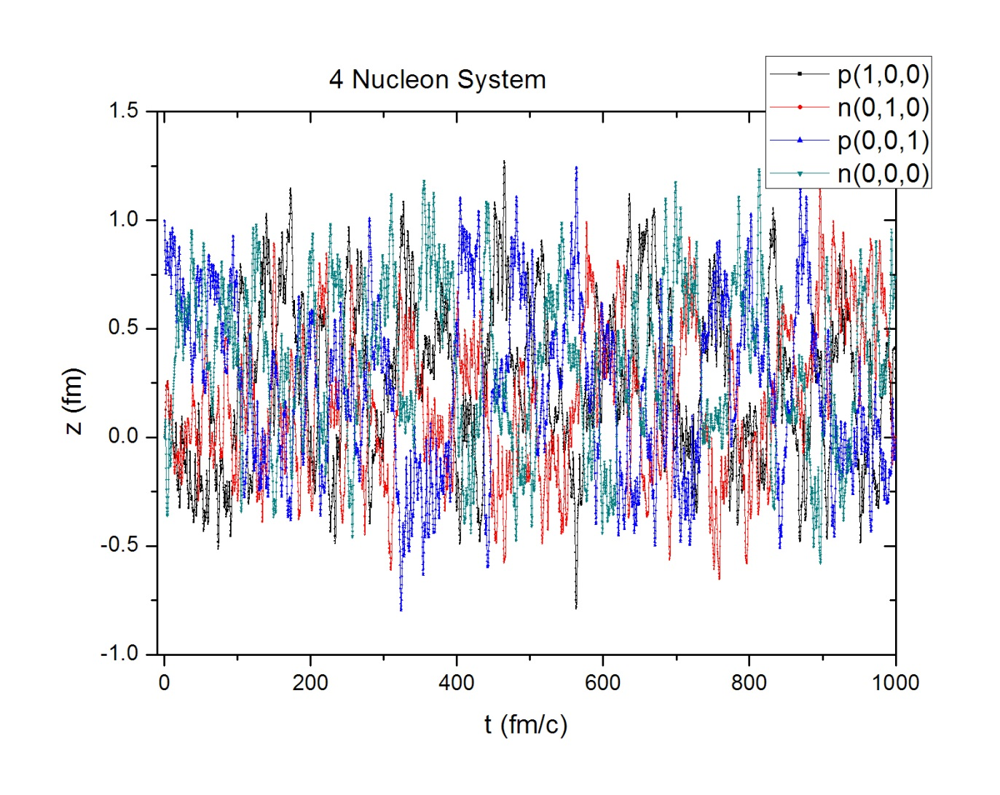 4 Nucleon System
p(1,0,0)
n(0,1,0)
p(0,0,1)
n(0,0,0)
1.5
1.0
0.5
0.0
-0.5
-1.0
z (fm)
0 200 400 600 800 1000
t (fm/c)